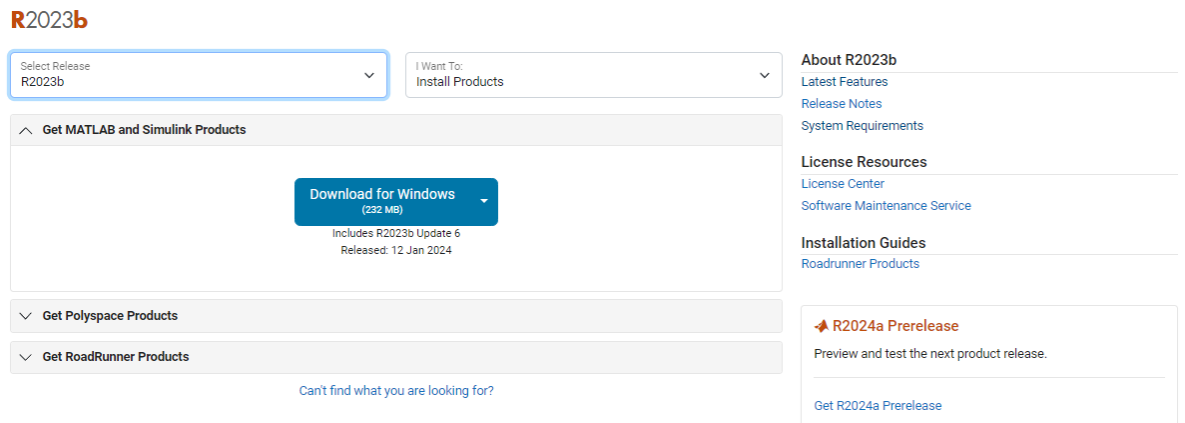 R2023b
Select Release
R2023b
I Want To:
Install Products
Get MATLAB and Simulink Products
Download for Windows
(232 MB)
Includes R2023b Update 6
Released: 12 Jan 2024
Get Polyspace Products
Get RoadRunner Products
Can't find what you are looking for?
About R2023b
Latest Features
Release Notes
System Requirements
License Resources
License Center
Software Maintenance Service
Installation Guides
Roadrunner Products
R2024a Prerelease
Preview and test the next product release.
Get R2024a Prerelease